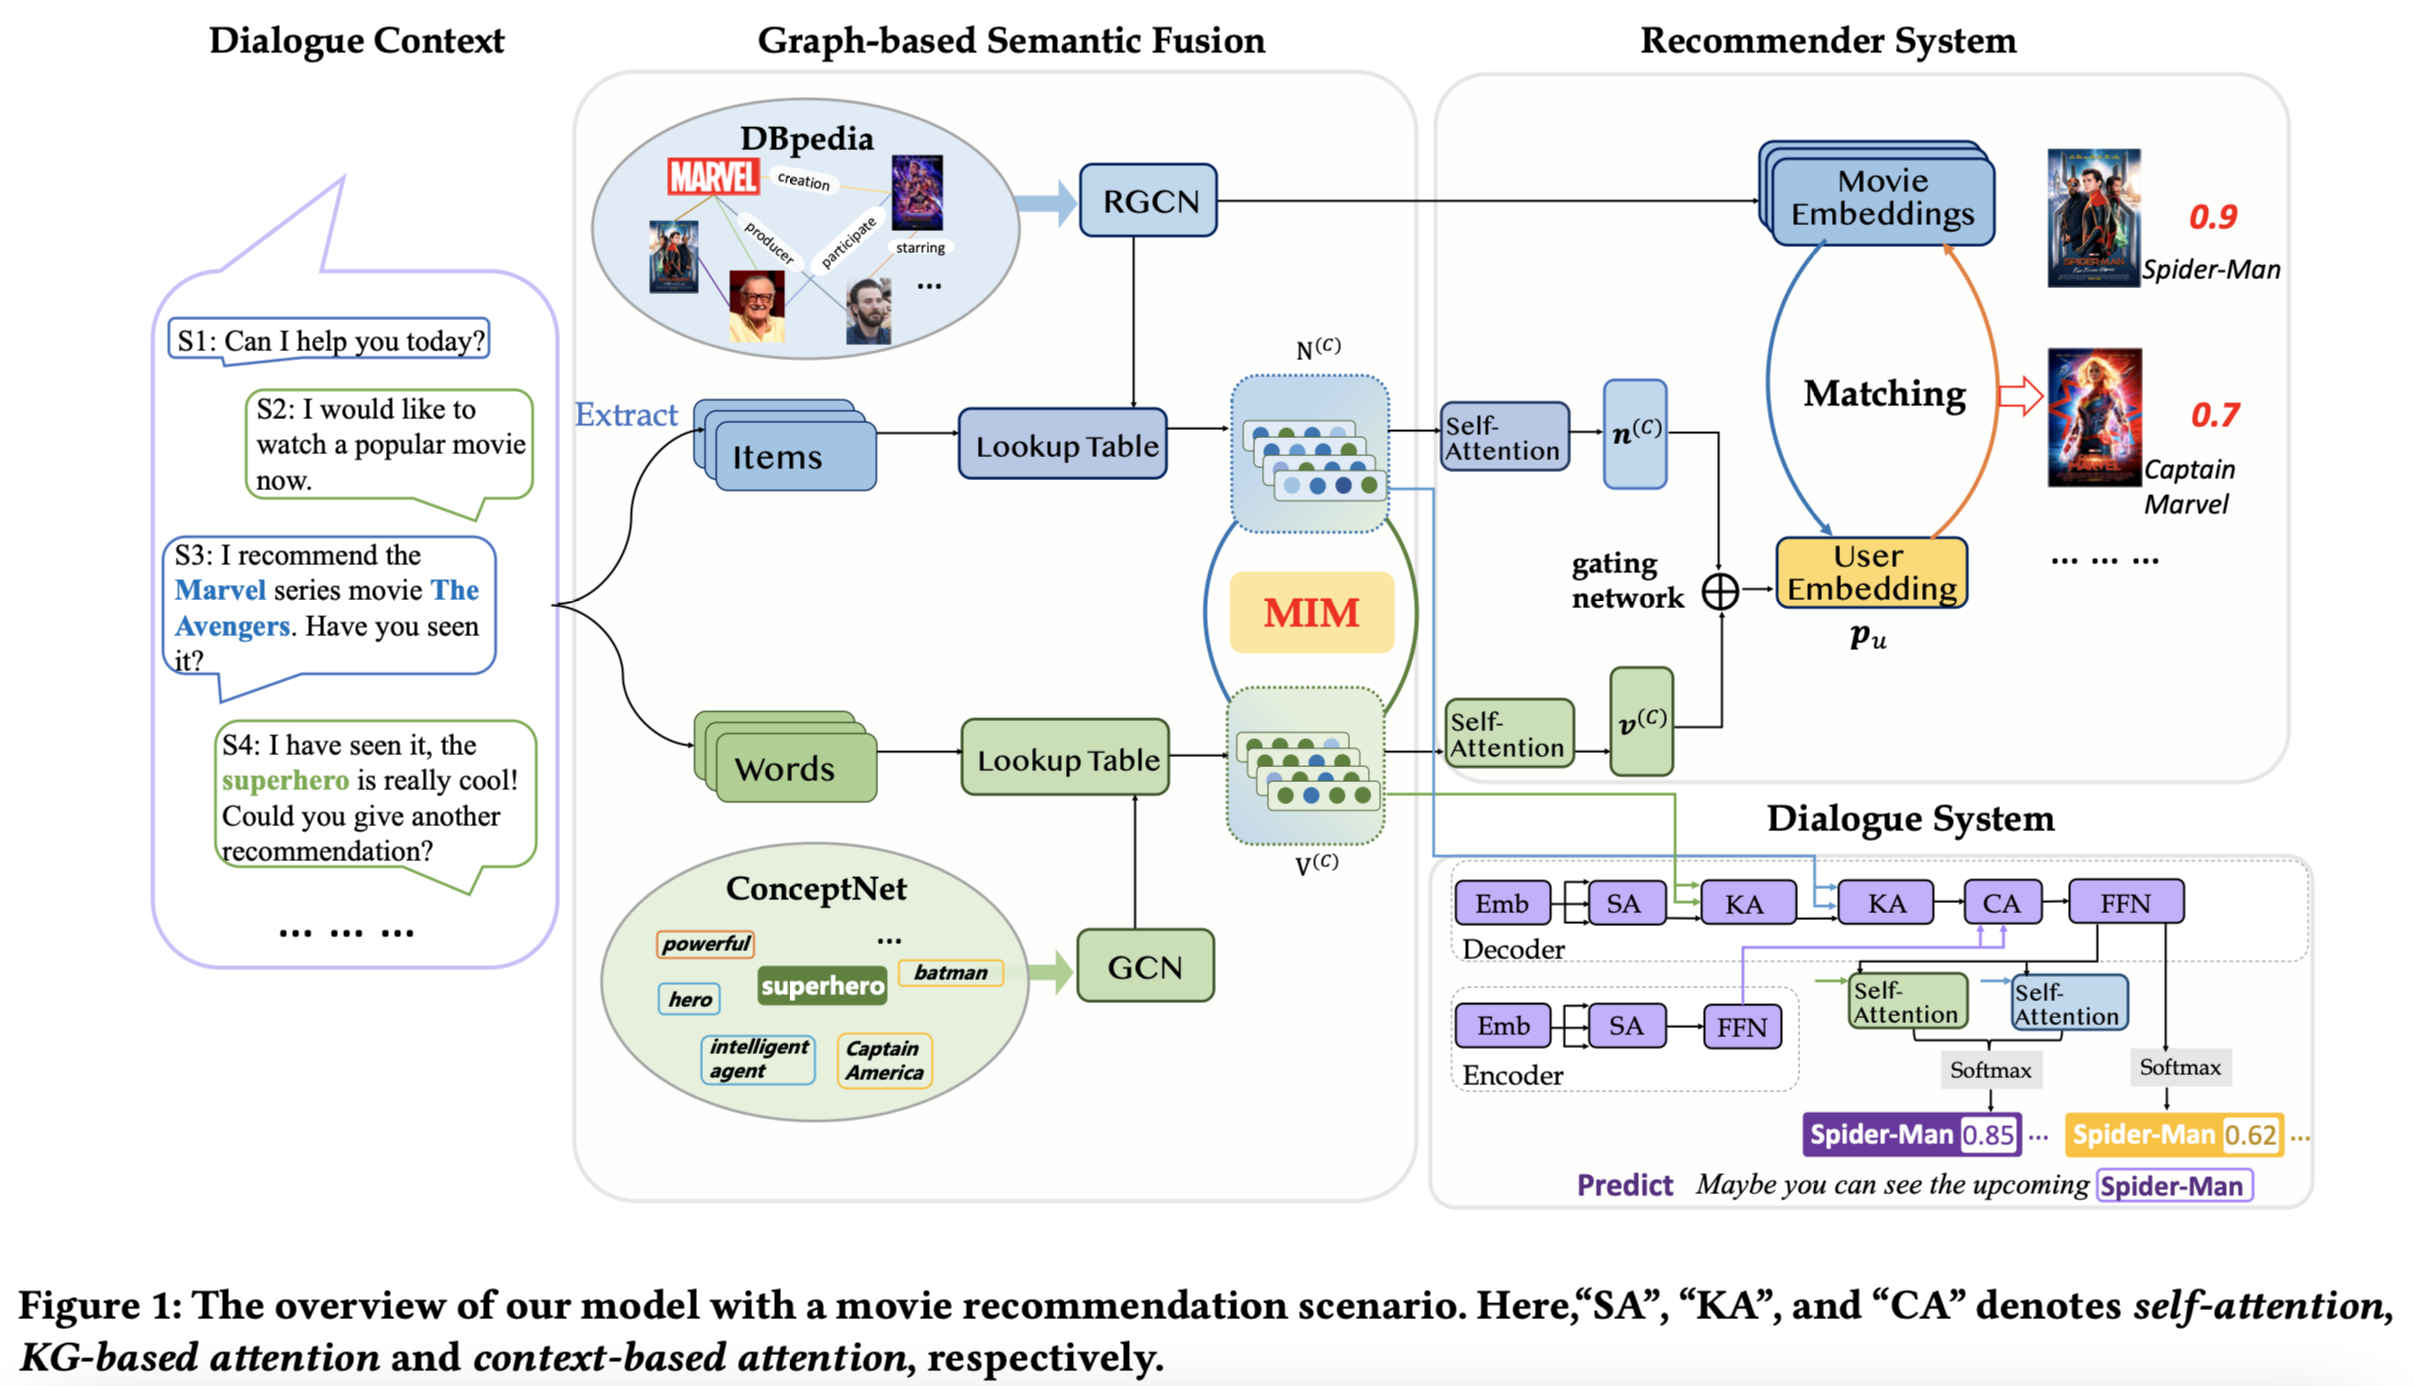 Dialogue Context
Graph-based Semantic Fusion
Recommender System
S1: Can I help you today?
S2: I would like to
watch a popular movie
now.
S3: I recommend the
Marvel series movie The
Avengers. Have you seen
it?
S4: I have seen it, the
superhero is really cool!
Could you give another
recommendation?
... ... ...
Extract
DBpedia
MARVEL
creation
producer
participate
starring
...
RGCN
Items
Lookup Table
N(C)
MIM
Words
Lookup Table
V(C)
ConceptNet
powerful
...
superhero
batman
hero
intelligent
agent
Captain
America
GCN
Movie
Embeddings
Self-
Attention
n(C)
Matching
gating
network
User
Embedding
pu
Self-
Attention
v(C)
SPIDER-MAN
0.9
Spider-Man
MARVEL
0.7
Captain
Marvel
... ... ...
Dialogue System
Emb
SA
KA
KA
CA
FFN
Decoder
Emb
SA
FFN
Encoder
Self-
Attention
Self-
Attention
Softmax
Softmax
Spider-Man 0.85 ...
Spider-Man 0.62 ...
Predict Maybe you can see the upcoming Spider-Man
Figure 1: The overview of our model with a movie recommendation scenario. Here,“SA”, “KA”, and “CA” denotes self-attention,
KG-based attention and context-based attention, respectively.